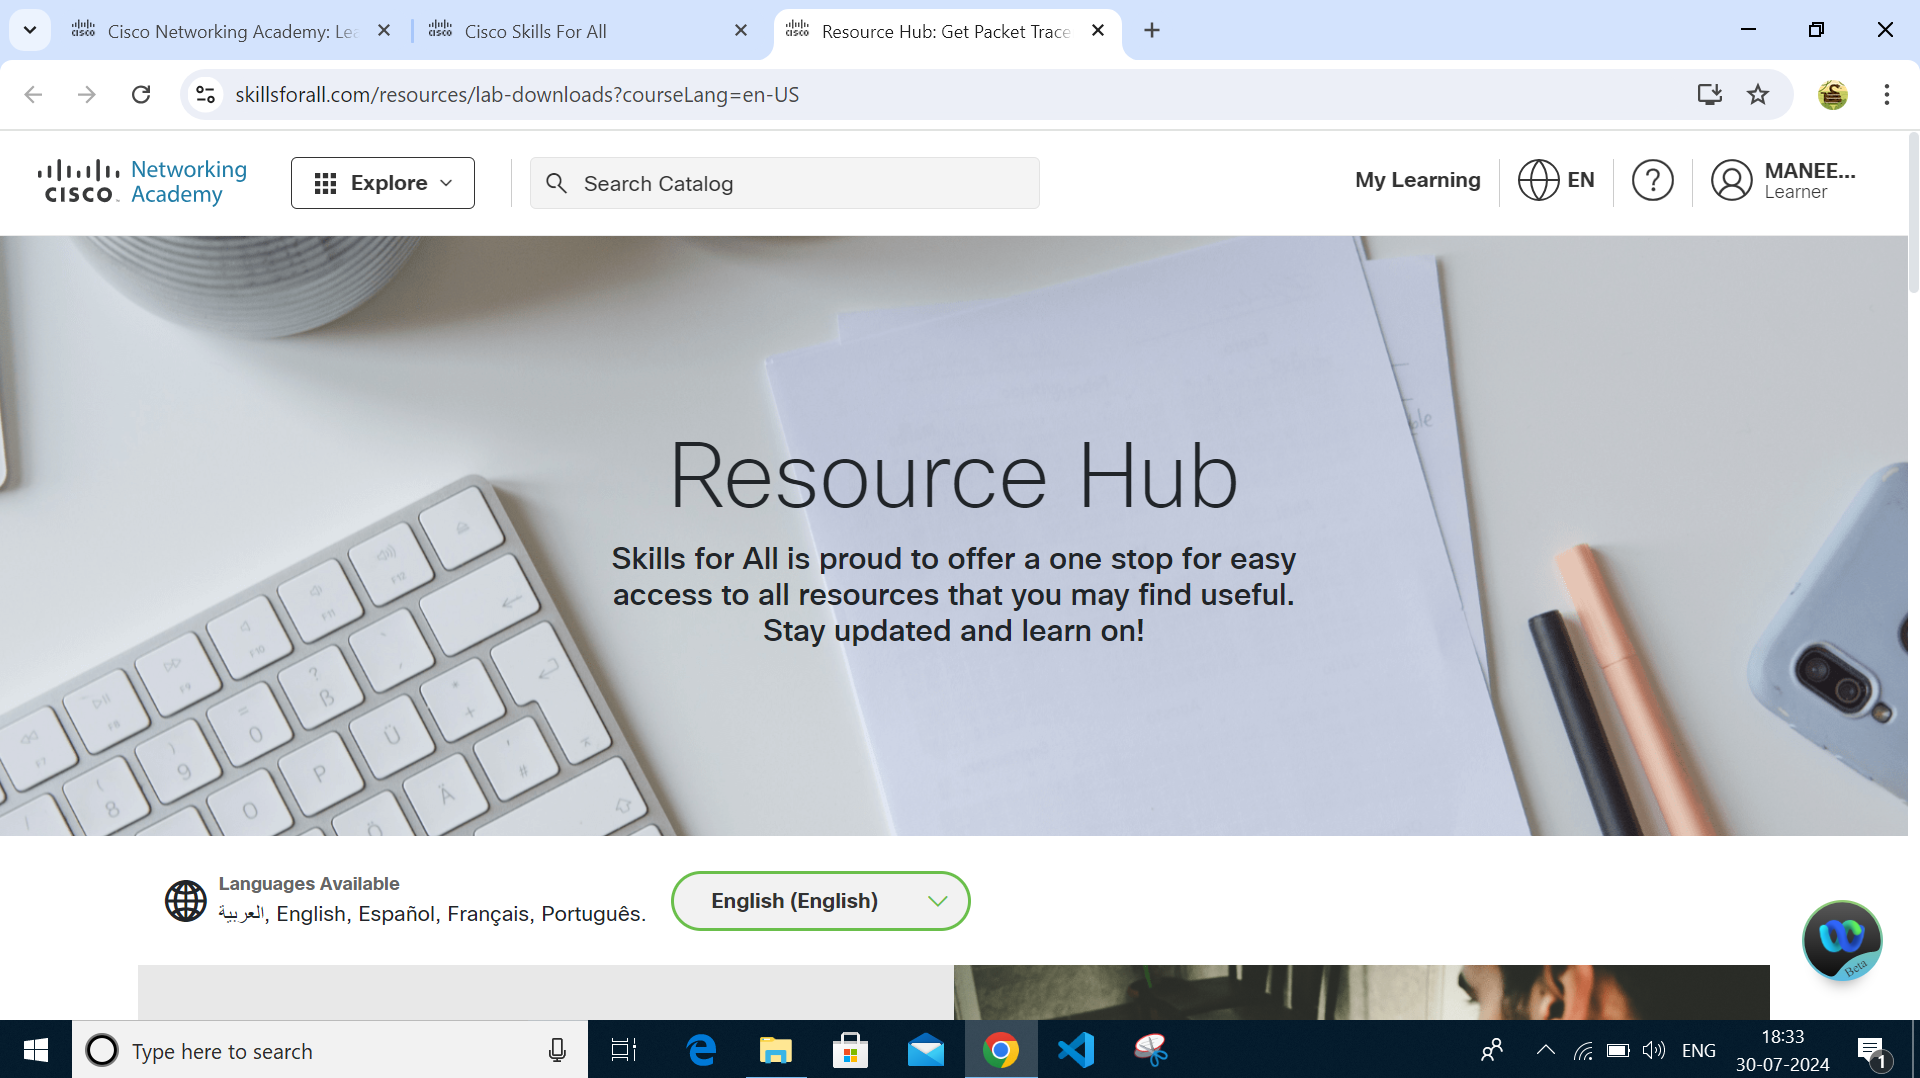 Cisco Networking Academy: Lea
Cisco Skills For All
Resource Hub: Get Packet Trace
skillsforall.com/resources/lab-downloads?courseLang=en-US
CISCO
Networking
Academy
Explore
Search Catalog
My Learning
EN
MANEE...
Learner
Resource Hub
Skills for All is proud to offer a one stop for easy
access to all resources that you may find useful.
Stay updated and learn on!
Languages Available
العربية, English, Español, Français, Português.
English (English)
Beta
Type here to search
ENG
18:33
30-07-2024
1